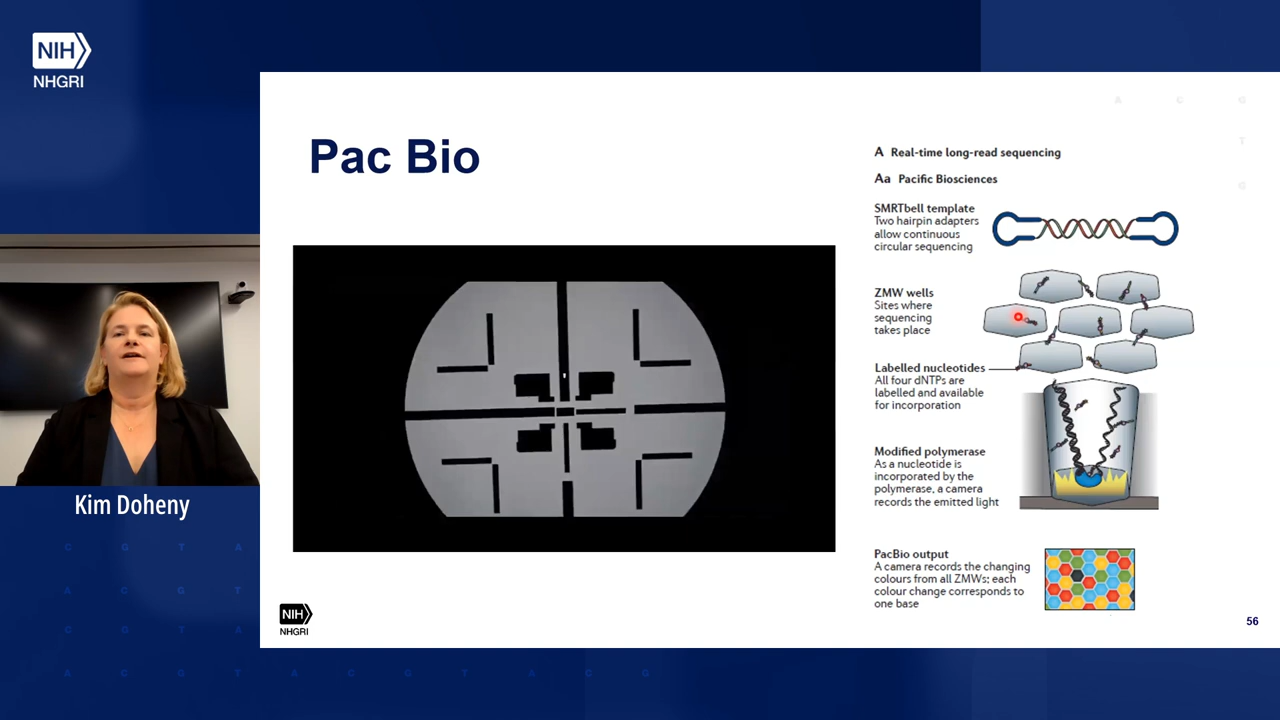 NIH
NHGRI
Kim Doheny
Pac Bio
A Real-time long-read sequencing
Aa Pacific Biosciences
SMRTbell template
Two hairpin adapters
allow continuous
circular sequencing
ZMW wells
Sites where
sequencing
takes place
Labelled nucleotides
All four dNTPs are
labelled and available
for incorporation
Modified polymerase
As a nucleotide is
incorporated by the
polymerase, a camera
records the emitted light
PacBio output
A camera records the changing
colours from all ZMWs; each
colour change corresponds to
one base
NIH
NHGRI
56
A C G
T
G
C G T A
A C G T
C G T A
A C G T A C G T A C G